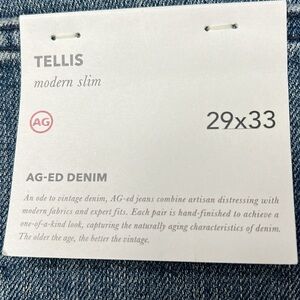 TELLIS
modern slim
AG
29x33
AG-ED DENIM
An ode to vintage denim, AG-ed jeans combine artisan distressing with
modern fabrics and expert fits. Each pair is hand-finished to achieve a
one-of-a-kind look, capturing the naturally aging characteristics of denim.
The older the age, the better the vintage.